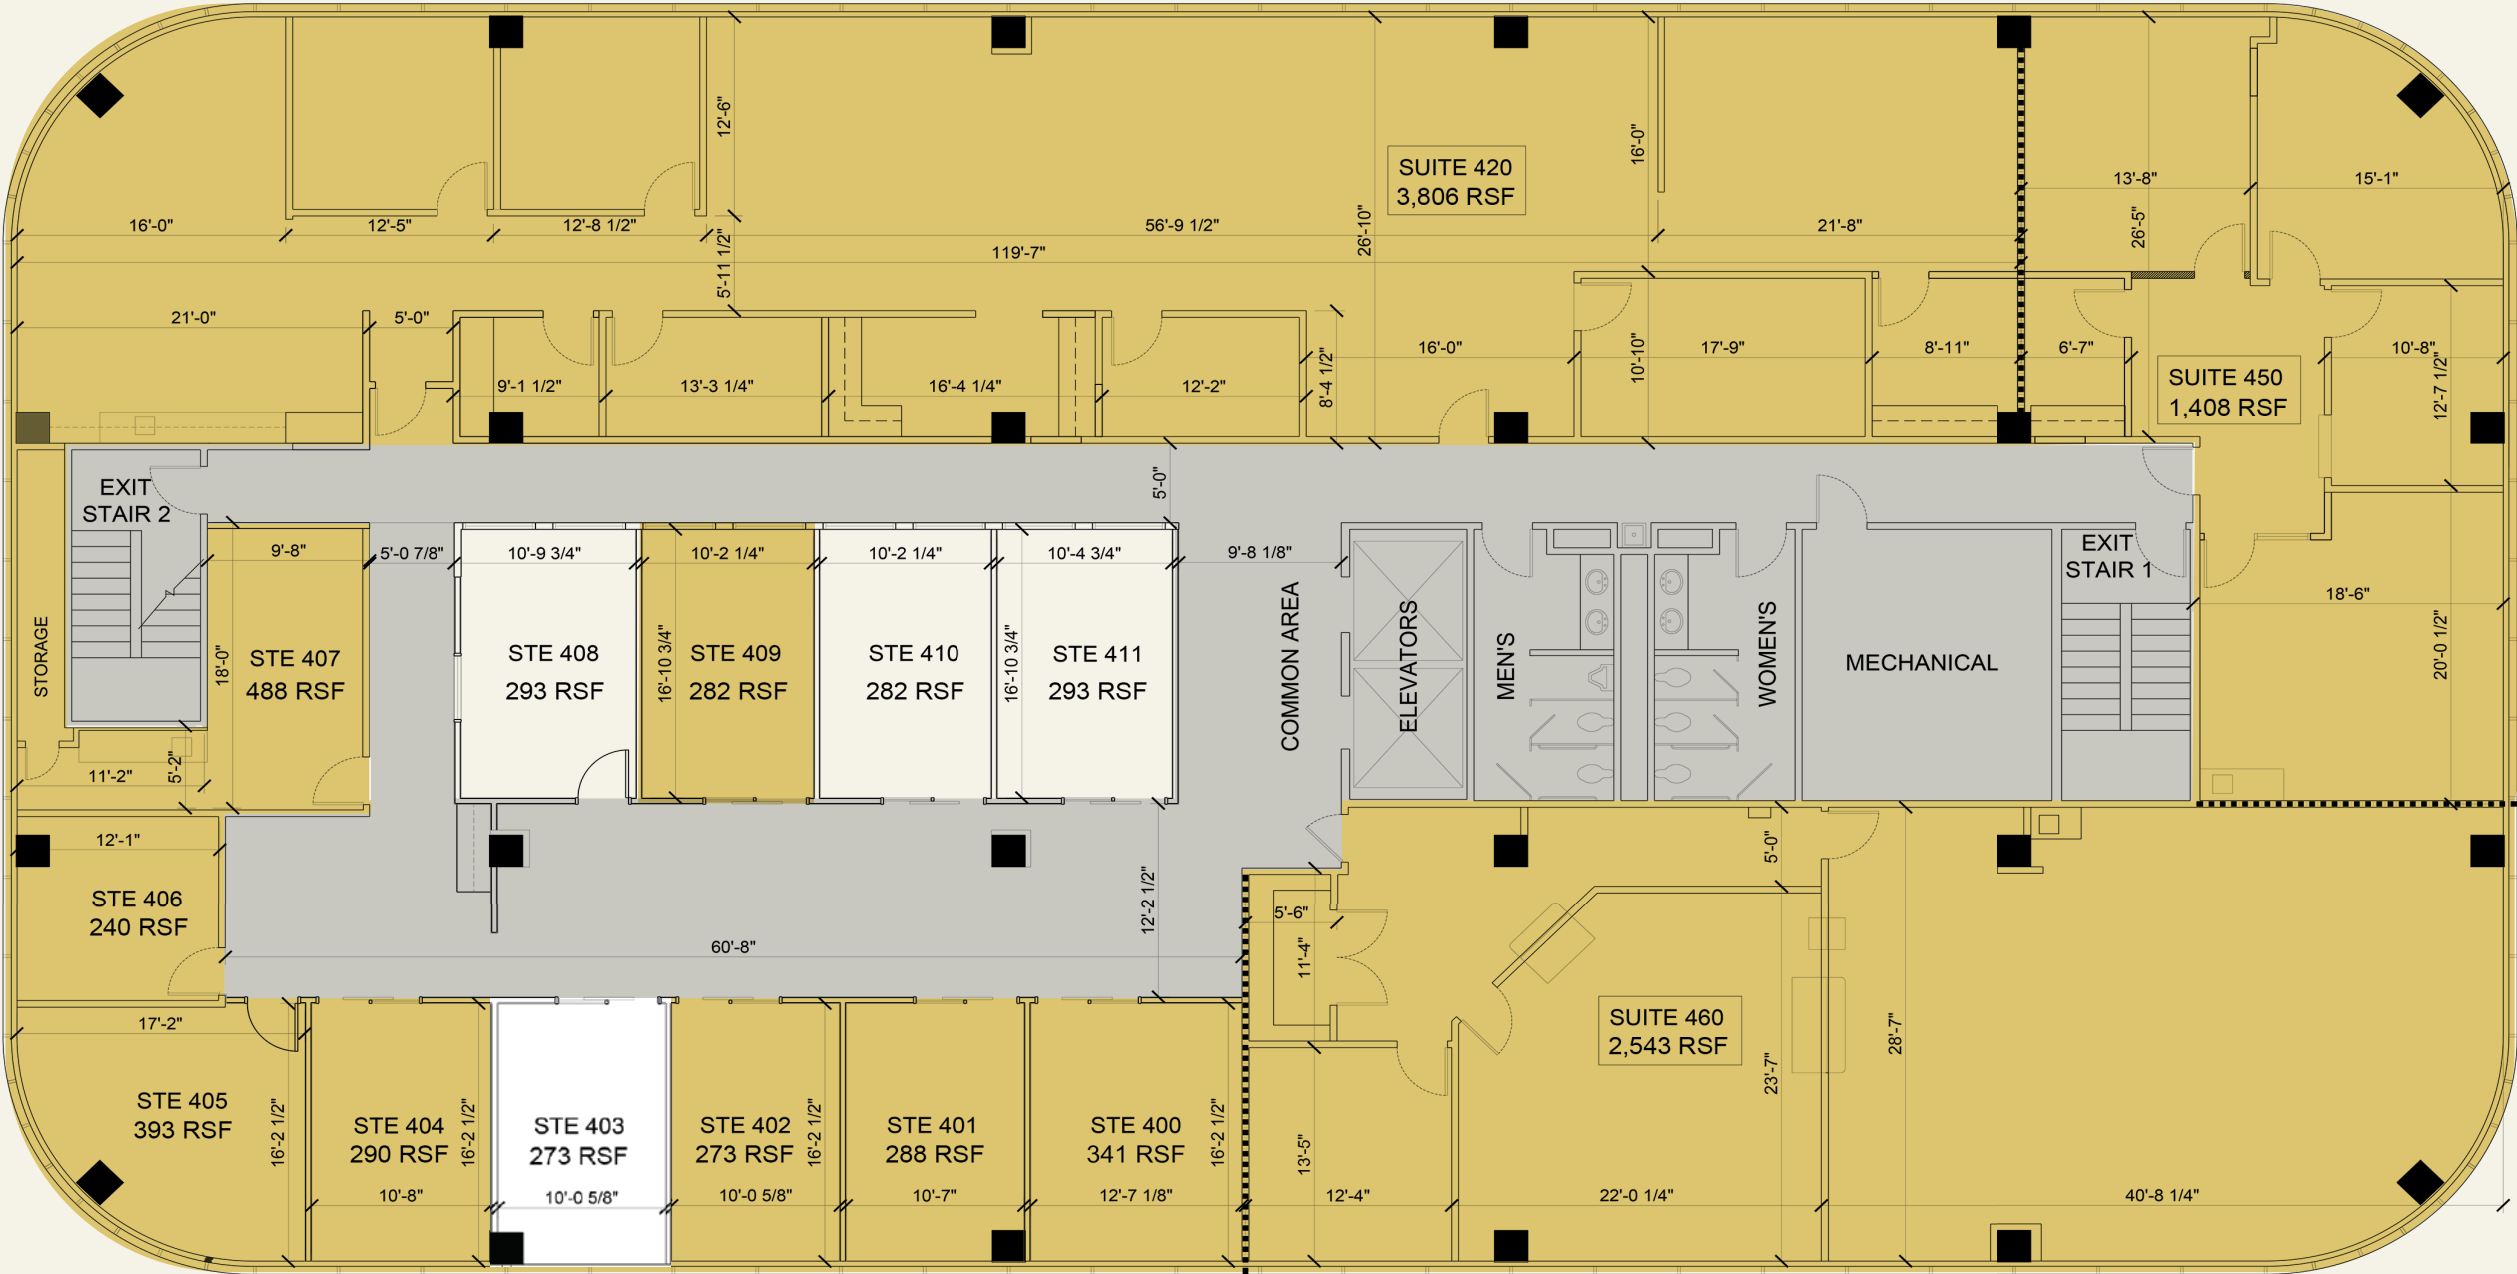 12'-6"
16'-0"
SUITE 420
3,806 RSF
13'-8"
15'-1"
16'-0"
12'-5"
12'-8 1/2"
56'-9 1/2"
26'-10"
21'-8"
26'-5"
119'-7"
5'-11 1/2"
21'-0"
5'-0"
9'-1 1/2"
13'-3 1/4"
16'-4 1/4"
12'-2"
8'-4 1/2"
16'-0"
10'-10"
17'-9"
8'-11"
6'-7"
SUITE 450
1,408 RSF
10'-8"
12'-7 1/2"
EXIT
STAIR 2
5'-0"
9'-8"
5'-0 7/8"
10'-9 3/4"
10'-2 1/4"
10'-2 1/4"
10'-4 3/4"
9'-8 1/8"
EXIT
STAIR 1
18'-6"
STORAGE
18'-0"
STE 407
488 RSF
STE 408
293 RSF
16'-10 3/4"
STE 409
282 RSF
STE 410
282 RSF
16'-10 3/4"
STE 411
293 RSF
COMMON AREA
ELEVATORS
MEN'S
WOMEN'S
MECHANICAL
20'-0 1/2"
11'-2"
5'-2"
12'-1"
STE 406
240 RSF
60'-8"
12'-2 1/2"
5'-6"
11'-4"
5'-0"
SUITE 460
2,543 RSF
28'-7"
23'-7"
17'-2"
STE 405
393 RSF
16'-2 1/2"
STE 404
290 RSF
16'-2 1/2"
10'-8"
STE 403
273 RSF
10'-0 5/8"
STE 402
273 RSF
16'-2 1/2"
10'-0 5/8"
STE 401
288 RSF
10'-7"
STE 400
341 RSF
16'-2 1/2"
12'-7 1/8"
13'-5"
12'-4"
22'-0 1/4"
40'-8 1/4"